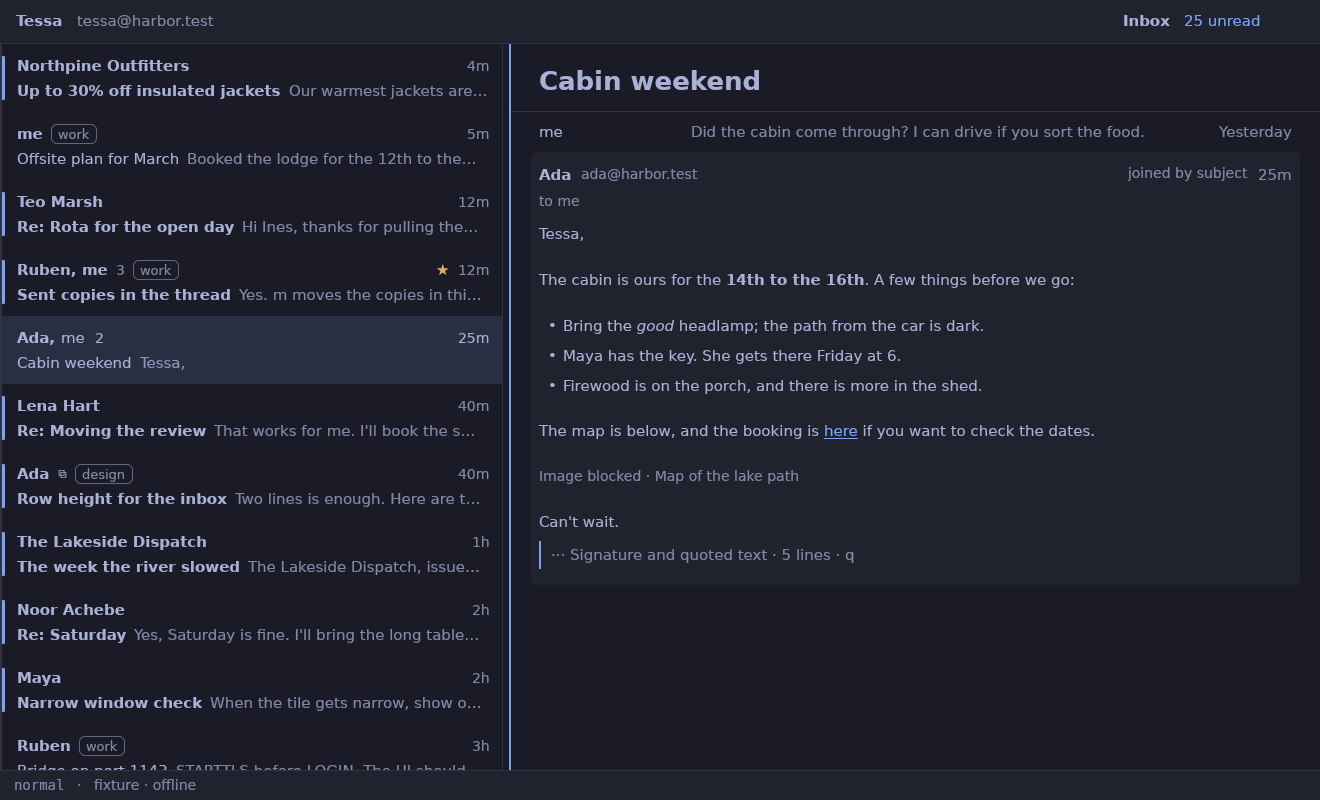 Tessa tessa@harbor.test Inbox 25 unread
Northpine Outfitters 4m
Up to 30% off insulated jackets Our warmest jackets are…
me work 5m
Offsite plan for March Booked the lodge for the 12th to the…
Teo Marsh 12m
Re: Rota for the open day Hi Ines, thanks for pulling the…
Ruben, me 3 work ★ 12m
Sent copies in the thread Yes. m moves the copies in thi…
Ada, me 2 25m
Cabin weekend Tessa,
Lena Hart 40m
Re: Moving the review That works for me. I'll book the s…
Ada design 40m
Row height for the inbox Two lines is enough. Here are t…
The Lakeside Dispatch 1h
The week the river slowed The Lakeside Dispatch, issue…
Noor Achebe 2h
Re: Saturday Yes, Saturday is fine. I'll bring the long table…
Maya 2h
Narrow window check When the tile gets narrow, show o…
Ruben work 3h
Bridge on port 1143 STARTTLS before LOGIN. The UI should
Cabin weekend
me Did the cabin come through? I can drive if you sort the food. Yesterday
Ada ada@harbor.test joined by subject 25m
to me
Tessa,
The cabin is ours for the 14th to the 16th. A few things before we go:
• Bring the good headlamp; the path from the car is dark.
• Maya has the key. She gets there Friday at 6.
• Firewood is on the porch, and there is more in the shed.
The map is below, and the booking is here if you want to check the dates.
Image blocked · Map of the lake path
Can't wait.
··· Signature and quoted text · 5 lines · q
normal · fixture · offline